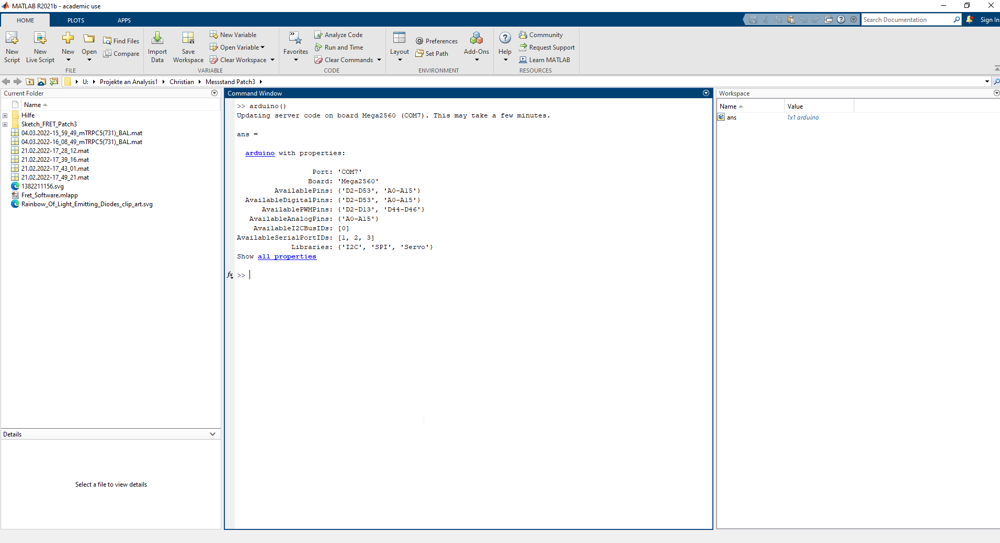 MATLAB R2021b - academic use
HOME PLOTS APPS
Search Documentation
Sign In
New Script
New Live Script
New
Open
Find Files
Compare
FILE
Import Data
Save Workspace
New Variable
Open Variable
Clear Workspace
VARIABLE
Favorites
Analyze Code
Run and Time
Clear Commands
CODE
Layout
Preferences
Set Path
Add-Ons
ENVIRONMENT
Help
Community
Request Support
Learn MATLAB
RESOURCES
U: Projekte an Analysis1 Christian Messstand Patch3
Current Folder
Name
Hilfe
Sketch_FRET_Patch3
04.03.2022-15_59_49_mTRPC5(731)_BAL.mat
04.03.2022-16_08_49_mTRPC5(731)_BAL.mat
21.02.2022-17_28_12.mat
21.02.2022-17_39_16.mat
21.02.2022-17_43_01.mat
21.02.2022-17_49_21.mat
1382211156.svg
Fret_Software.mlapp
Rainbow_Of_Light_Emitting_Diodes_clip_art.svg
Details
Select a file to view details
Command Window
>> arduino()
Updating server code on board Mega2560 (COM7). This may take a few minutes.
ans =
arduino with properties:
Port: 'COM7'
Board: 'Mega2560'
AvailablePins: {'D2-D53', 'A0-A15'}
AvailableDigitalPins: {'D2-D53', 'A0-A15'}
AvailablePWMPins: {'D2-D13', 'D44-D46'}
AvailableAnalogPins: {'A0-A15'}
AvailableI2CBusIDs: [0]
AvailableSerialPortIDs: [1, 2, 3]
Libraries: {'I2C', 'SPI', 'Servo'}
Show all properties
fx >>
Workspace
Name Value
ans 1x1 arduino